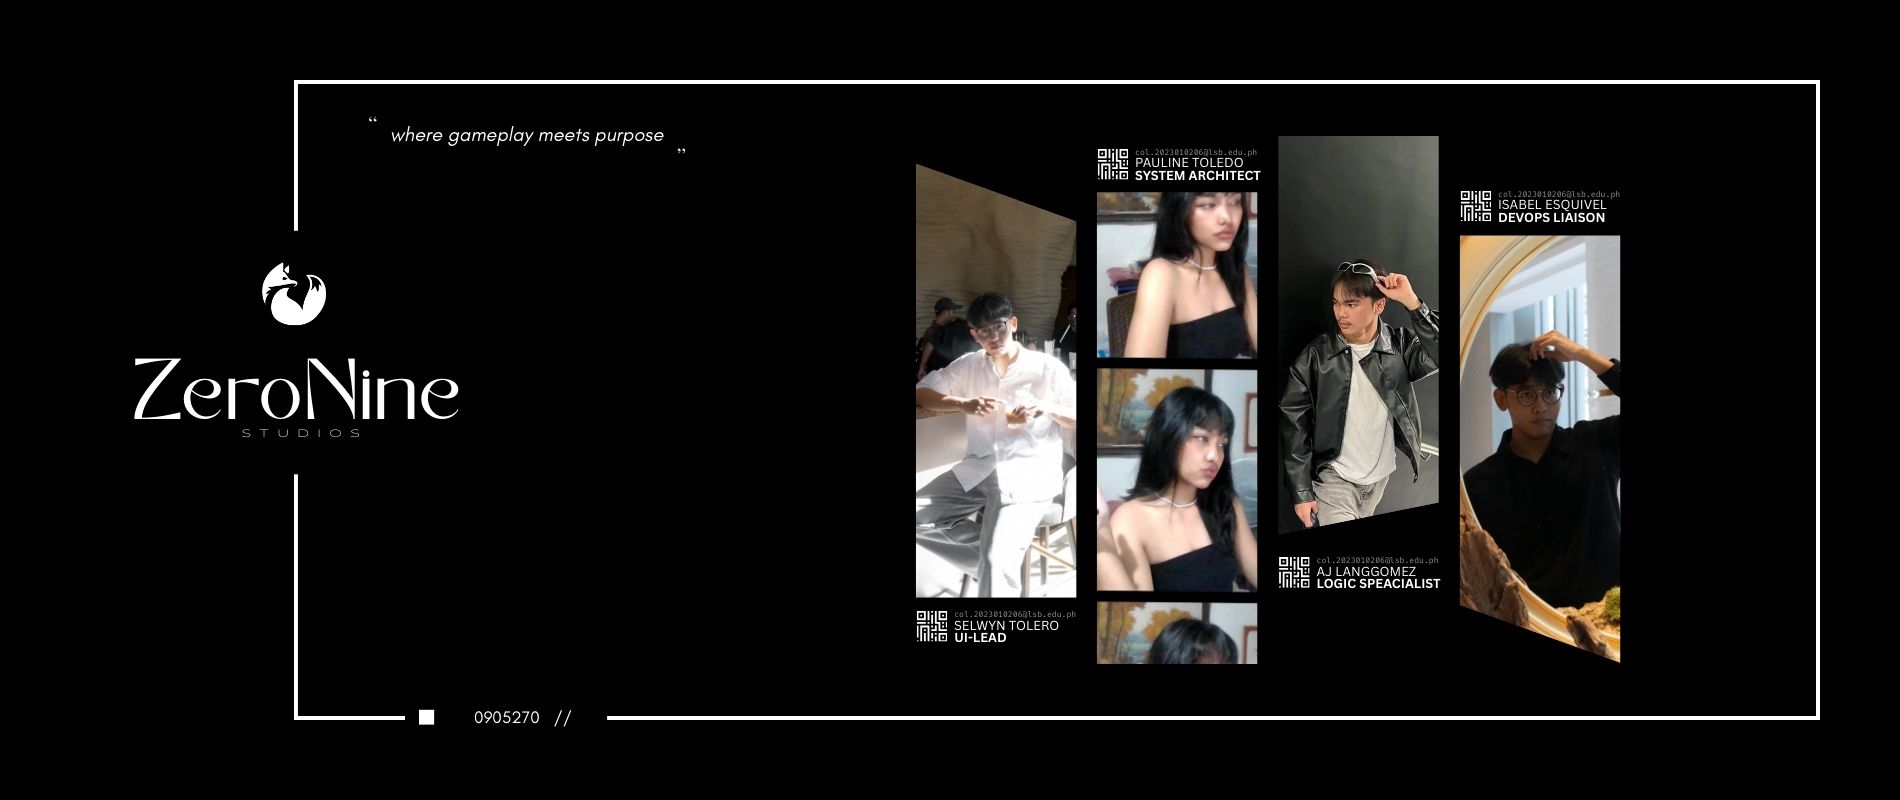 “ where gameplay meets purpose ”
ZeroNine
STUDIOS
col.2023010206@lsb.edu.ph
SELWYN TOLERO
UI-LEAD
col.2023010206@lsb.edu.ph
PAULINE TOLEDO
SYSTEM ARCHITECT
col.2023010206@lsb.edu.ph
AJ LANGGOMEZ
LOGIC SPEACIALIST
col.2023010206@lsb.edu.ph
ISABEL ESQUIVEL
DEVOPS LIAISON
0905270 //